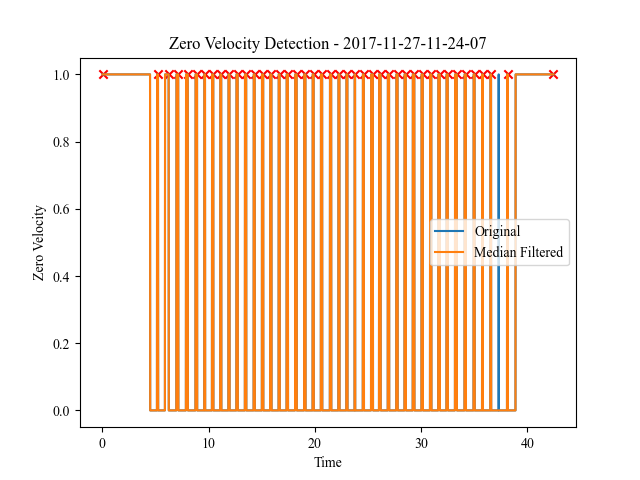 Zero Velocity Detection - 2017-11-27-11-24-07
1.0
0.8
0.6
0.4
0.2
0.0
Zero Velocity
Original
Median Filtered
0
10
20
30
40
Time